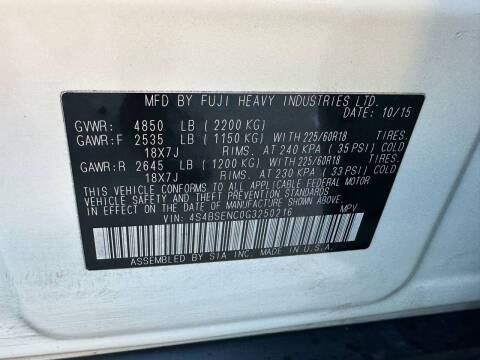 MFD BY FUJI HEAVY INDUSTRIES LTD.
DATE: 10/15
GVWR: 4850 LB (2200 KG)
GAWR:F 2535 LB (1150 KG) WITH 225/60R18 TIRES,
18X7J RIMS, AT 240 KPA (35 PSI) COLD
GAWR:R 2645 LB (1200 KG) WITH 225/60R18 TIRES,
18X7J RIMS, AT 230 KPA (33 PSI) COLD
THIS VEHICLE CONFORMS TO ALL APPLICABLE FEDERAL MOTOR
VEHICLE SAFETY AND THEFT PREVENTION STANDARDS
IN EFFECT ON THE DATE OF MANUFACTURE SHOWN ABOVE.
VIN: 4S4BSENC0G3250216 MPV
ASSEMBLED BY SIA INC. MADE IN U.S.A.